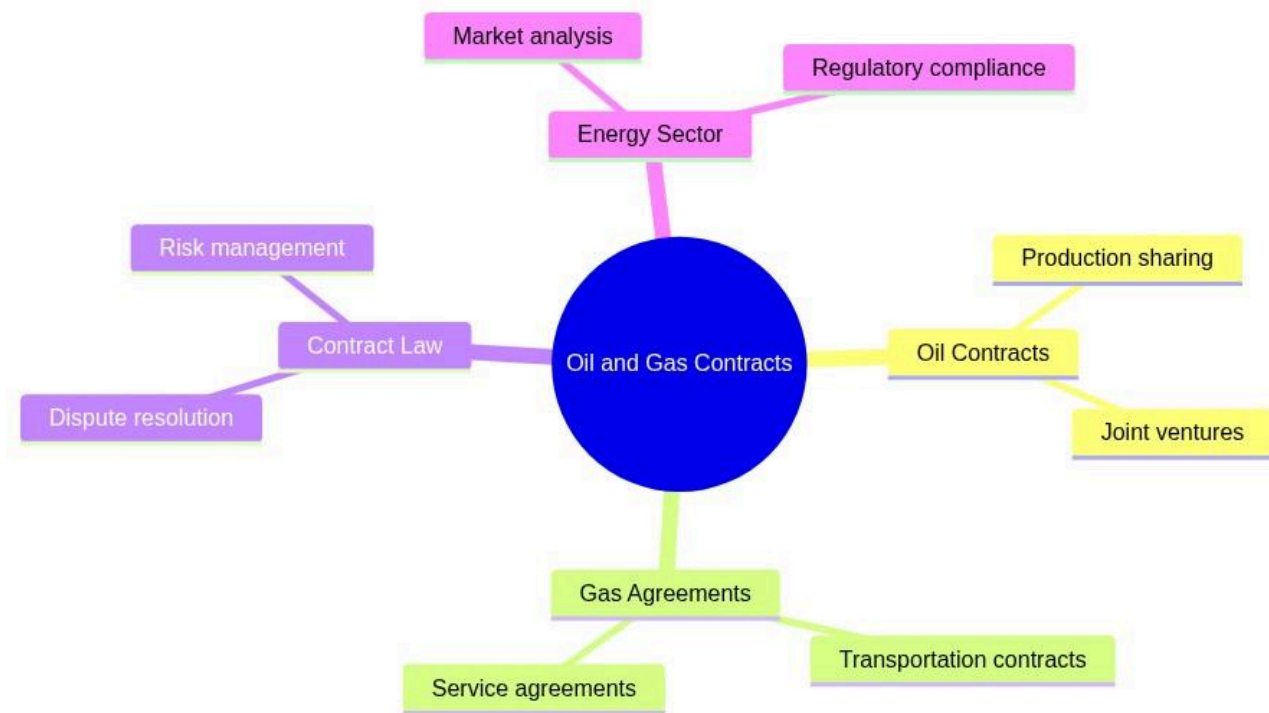 Market analysis
Regulatory compliance
Energy Sector
Risk management
Production sharing
Contract Law
Oil and Gas Contracts
Oil Contracts
Dispute resolution
Joint ventures
Gas Agreements
Transportation contracts
Service agreements